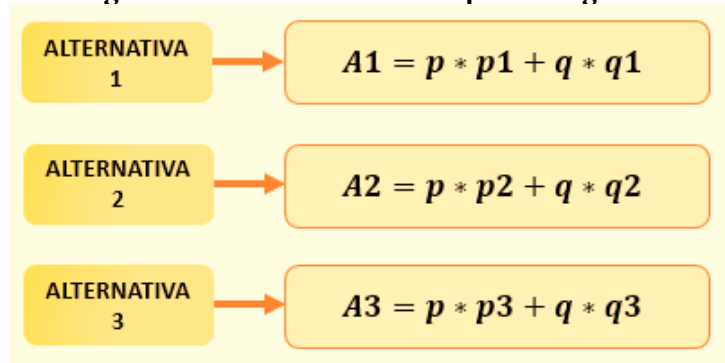 ALTERNATIVA
1
A1 = p * p1 + q * q1
ALTERNATIVA
2
A2 = p * p2 + q * q2
ALTERNATIVA
3
A3 = p * p3 + q * q3